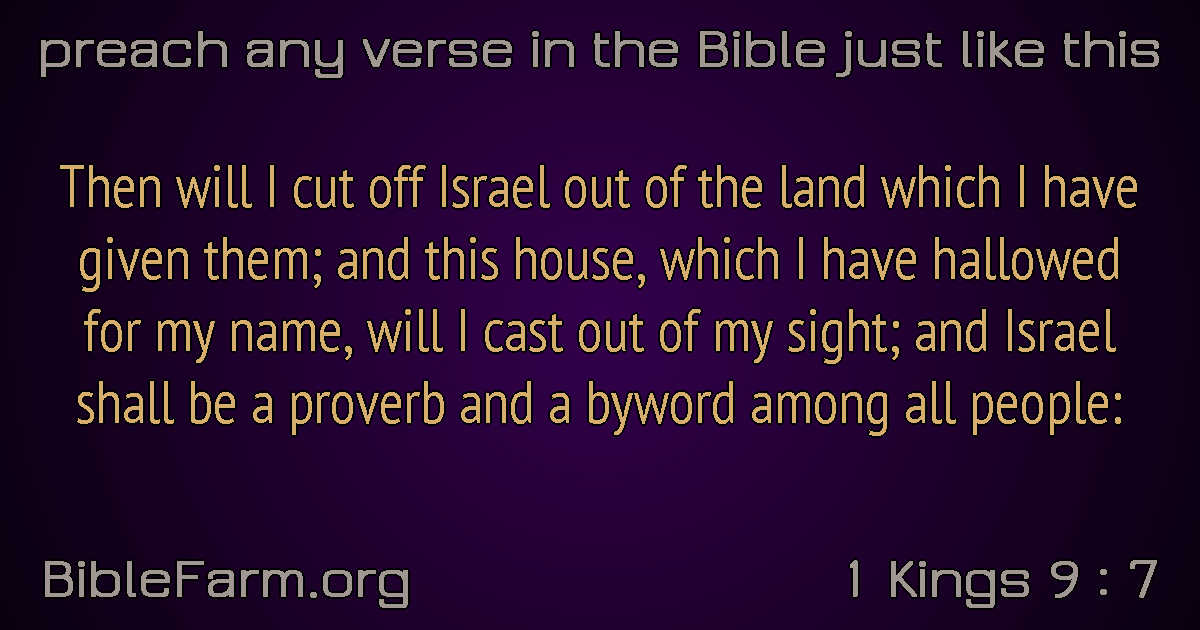 preach any verse in the Bible just like this
Then will I cut off Israel out of the land which I have
given them; and this house, which I have hallowed
for my name, will I cast out of my sight; and Israel
shall be a proverb and a byword among all people:
BibleFarm.org
1 Kings 9 : 7